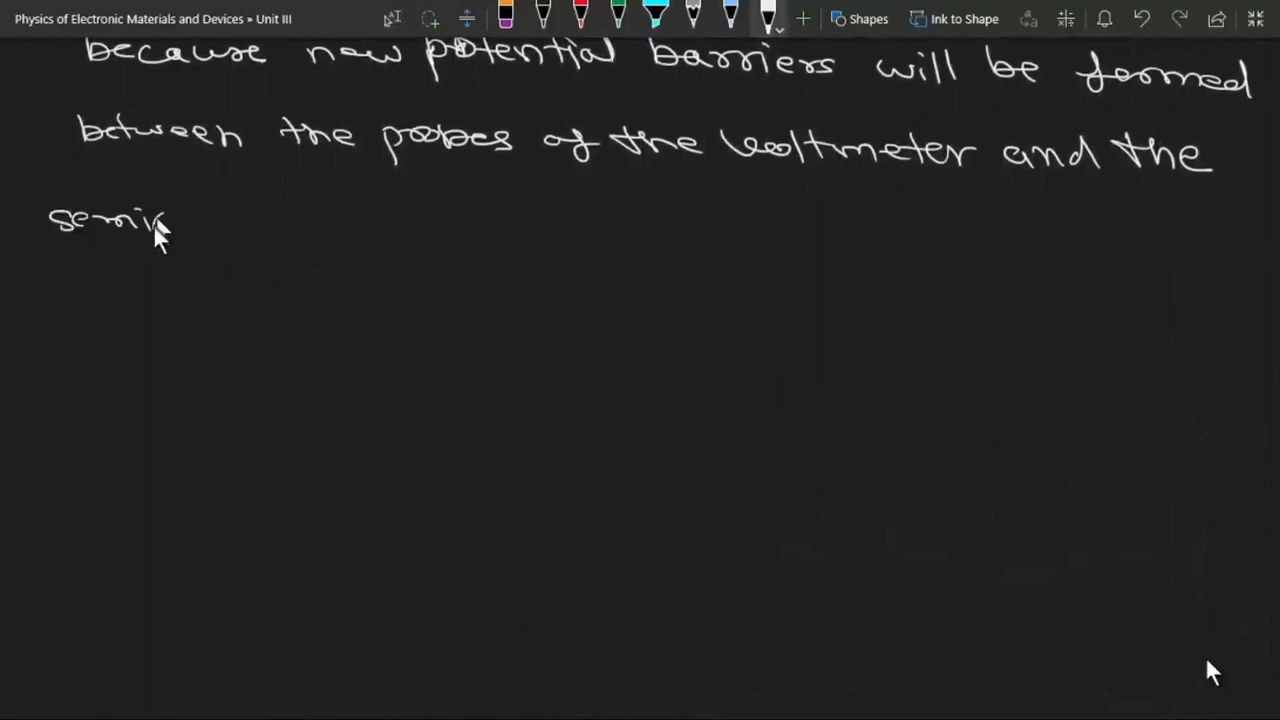 Physics of Electronic Materials and Devices » Unit III
Shapes
Ink to Shape
because new potential barriers will be formed
between the probes of the voltmeter and the
semi